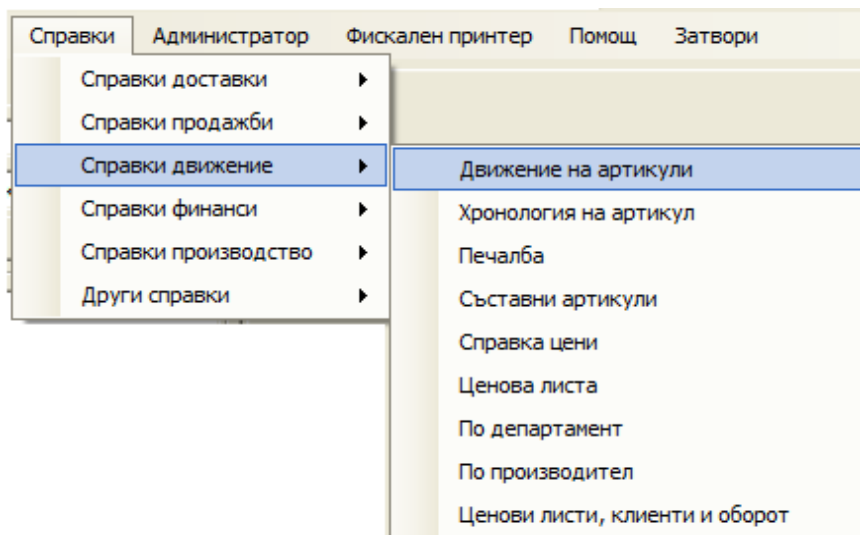 Справки Администратор Фискален принтер Помощ Затвори
Справки доставки
Справки продажби
Справки движение
Справки финанси
Справки производство
Други справки
Движение на артикули
Хронология на артикул
Печалба
Съставни артикули
Справка цени
Ценова листа
По департамент
По производител
Ценови листи, клиенти и оборот